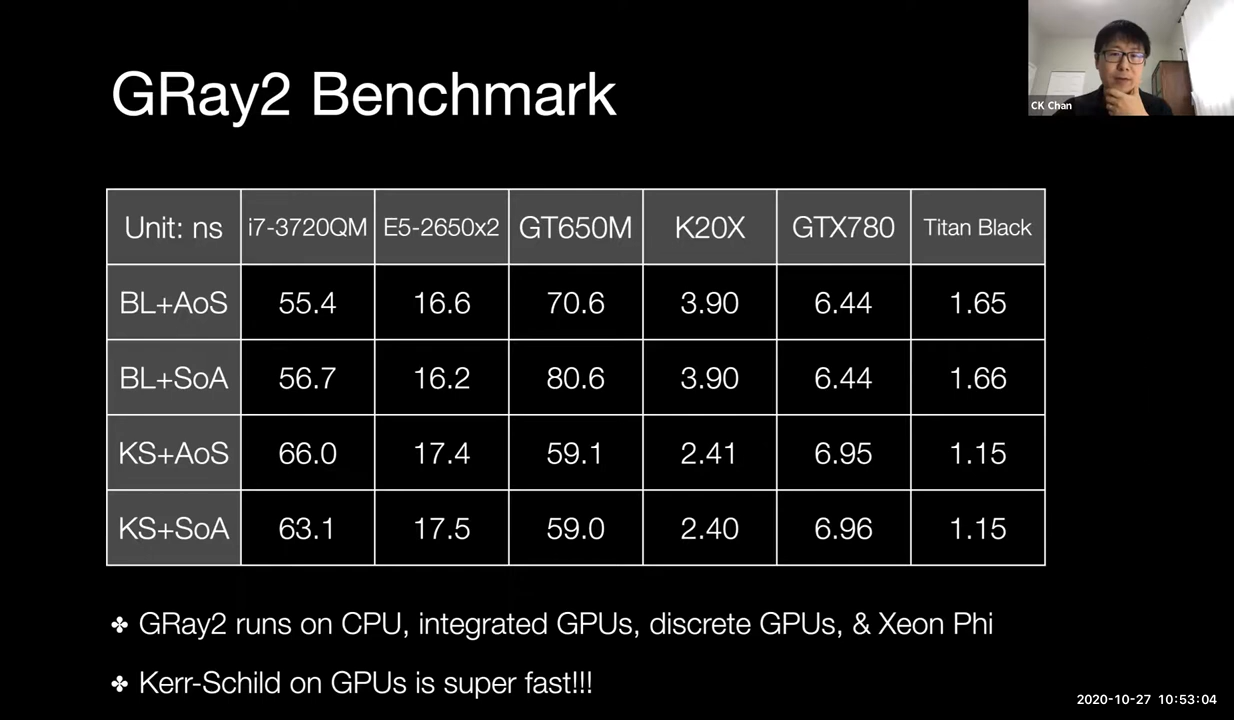 GRay2 Benchmark
CK Chan
Unit: ns i7-3720QM E5-2650x2 GT650M K20X GTX780 Titan Black
BL+AoS 55.4 16.6 70.6 3.90 6.44 1.65
BL+SoA 56.7 16.2 80.6 3.90 6.44 1.66
KS+AoS 66.0 17.4 59.1 2.41 6.95 1.15
KS+SoA 63.1 17.5 59.0 2.40 6.96 1.15
✤ GRay2 runs on CPU, integrated GPUs, discrete GPUs, & Xeon Phi
✤ Kerr-Schild on GPUs is super fast!!!
2020-10-27 10:53:04